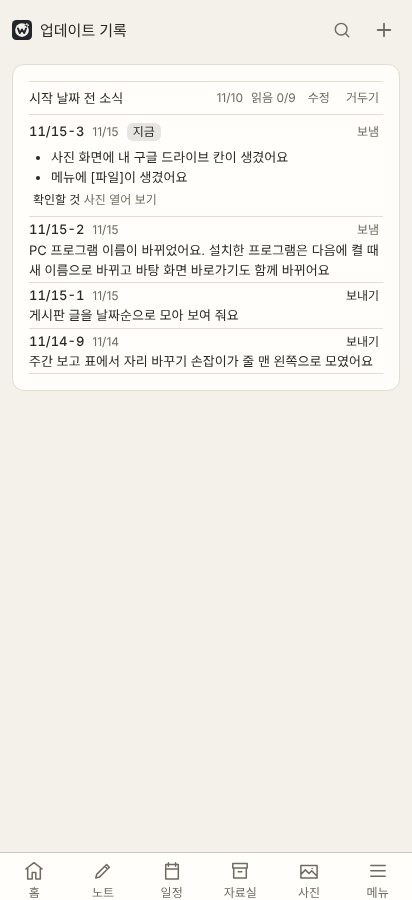 업데이트 기록
시작 날짜 전 소식 11/10 읽음 0/9 수정 거두기
11/15-3 11/15 지금 보냄
• 사진 화면에 내 구글 드라이브 칸이 생겼어요
• 메뉴에 [파일]이 생겼어요
확인할 것 사진 열어 보기
11/15-2 11/15 보냄
PC 프로그램 이름이 바뀌었어요. 설치한 프로그램은 다음에 켤 때
새 이름으로 바뀌고 바탕 화면 바로가기도 함께 바뀌어요
11/15-1 11/15 보내기
게시판 글을 날짜순으로 모아 보여 줘요
11/14-9 11/14 보내기
주간 보고 표에서 자리 바꾸기 손잡이가 줄 맨 왼쪽으로 모였어요
홈 노트 일정 자료실 사진 메뉴